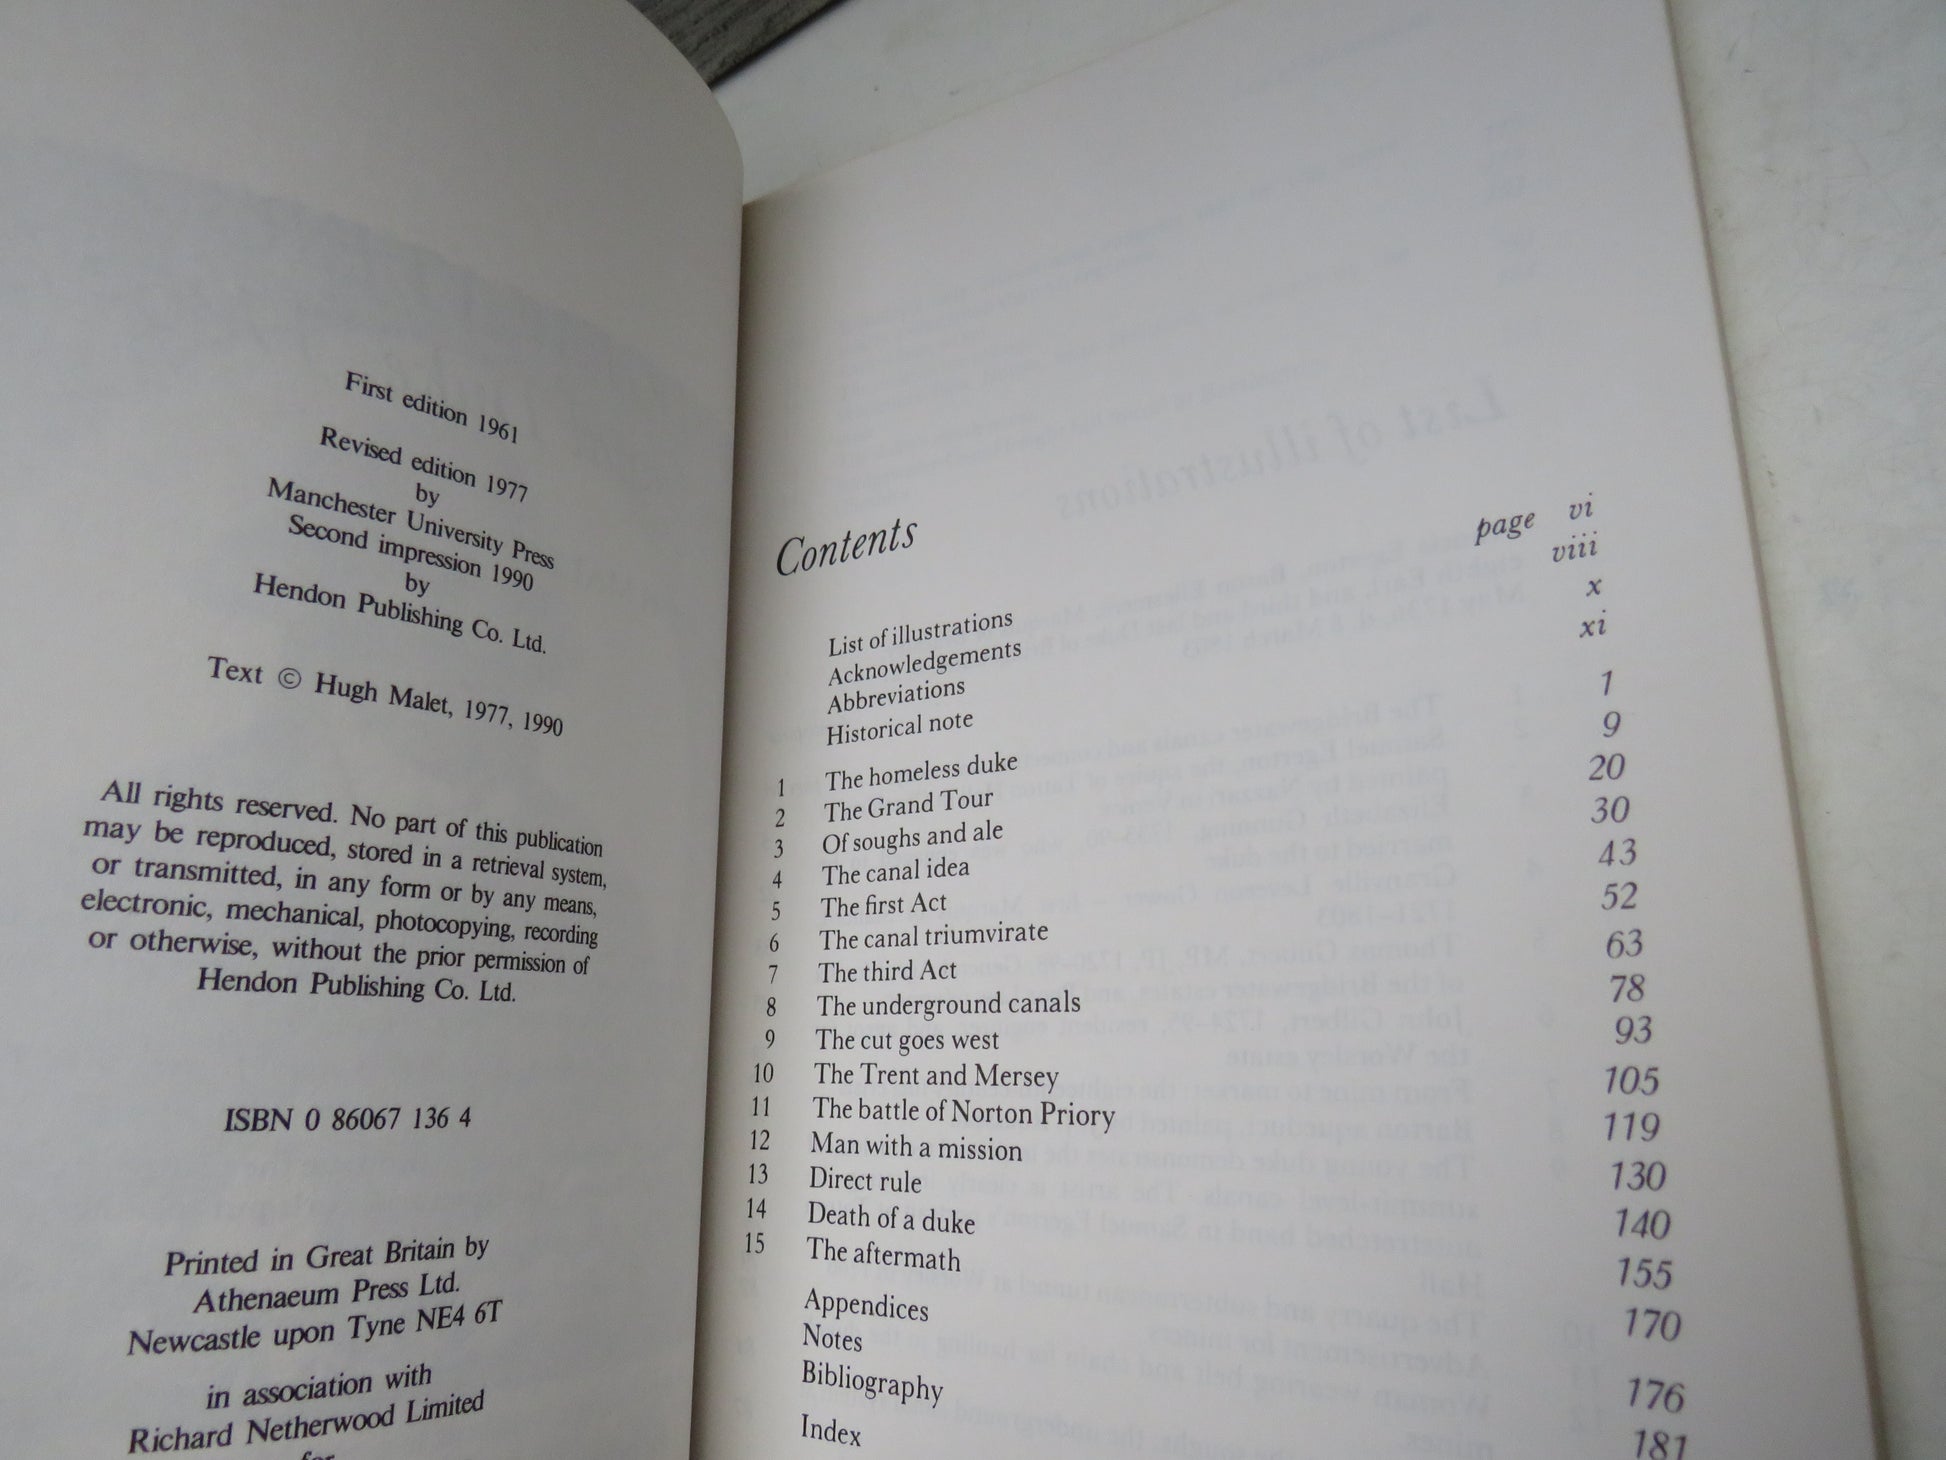 First edition 1961
Revised edition 1977
by
Manchester University Press
Second impression 1990
by
Hendon Publishing Co. Ltd.
Text © Hugh Malet, 1977, 1990
All rights reserved. No part of this publication
may be reproduced, stored in a retrieval system,
or transmitted, in any form or by any means,
electronic, mechanical, photocopying, recording
or otherwise, without the prior permission of
Hendon Publishing Co. Ltd.
ISBN 0 86067 136 4
Printed in Great Britain by
Athenaeum Press Ltd.
Newcastle upon Tyne NE4 6T
in association with
Richard Netherwood Limited
for
Contents
List of illustrations page vi
Acknowledgements viii
Abbreviations x
Historical note xi
1 The homeless duke 1
2 The Grand Tour 9
3 Of soughs and ale 20
4 The canal idea 30
5 The first Act 43
6 The canal triumvirate 52
7 The third Act 63
8 The underground canals 78
9 The cut goes west 93
10 The Trent and Mersey 105
11 The battle of Norton Priory 119
12 Man with a mission 130
13 Direct rule 140
14 Death of a duke 155
15 The aftermath 170
Appendices 176
Notes 181
Bibliography
Index